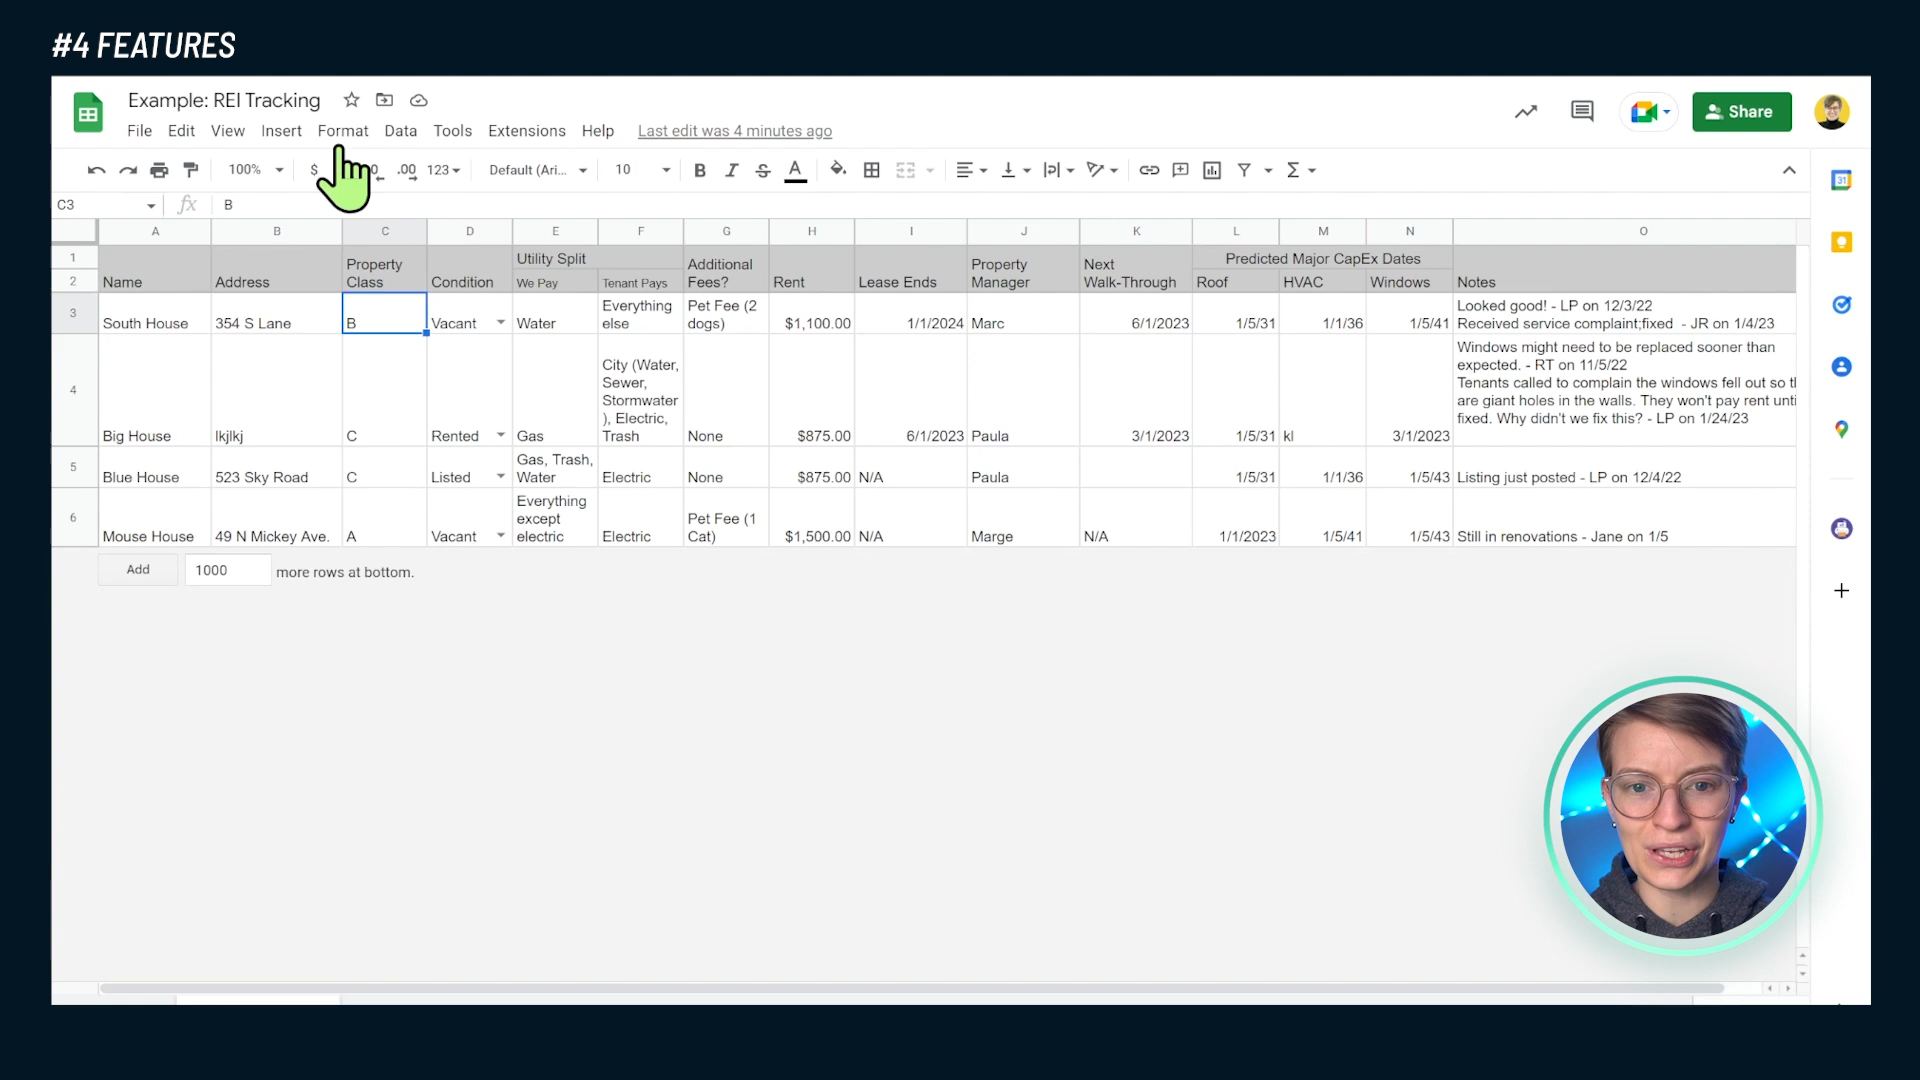 #4 FEATURES
Example: REI Tracking
File Edit View Insert Format Data Tools Extensions Help Last edit was 4 minutes ago
Share
31
100% $ .00 123 Default (Ari... 10 B I S A Σ
C3 fx B
A B C D E F G H I J K L M N O
1 Utility Split Predicted Major CapEx Dates
2 Name Address Property Class Condition We Pay Tenant Pays Additional Fees? Rent Lease Ends Property Manager Next Walk-Through Roof HVAC Windows Notes
3 South House 354 S Lane B Vacant Water Everything else Pet Fee (2 dogs) $1,100.00 1/1/2024 Marc 6/1/2023 1/5/31 1/1/36 1/5/41 Looked good! - LP on 12/3/22
Received service complaint;fixed - JR on 1/4/23
4 Big House lkjlkj C Rented Gas City (Water, Sewer, Stormwater ), Electric, Trash None $875.00 6/1/2023 Paula 3/1/2023 1/5/31 kl 3/1/2023 Windows might need to be replaced sooner than
expected. - RT on 11/5/22
Tenants called to complain the windows fell out so
are giant holes in the walls. They won't pay rent
fixed. Why didn't we fix this? - LP on 1/24/23
5 Blue House 523 Sky Road C Listed Gas, Trash, Water Electric None $875.00 N/A Paula 1/5/31 1/1/36 1/5/43 Listing just posted - LP on 12/4/22
6 Mouse House 49 N Mickey Ave. A Vacant Everything except electric Electric Pet Fee (1 Cat) $1,500.00 N/A Marge N/A 1/1/2023 1/5/41 1/5/43 Still in renovations - Jane on 1/5
Add 1000 more rows at bottom.